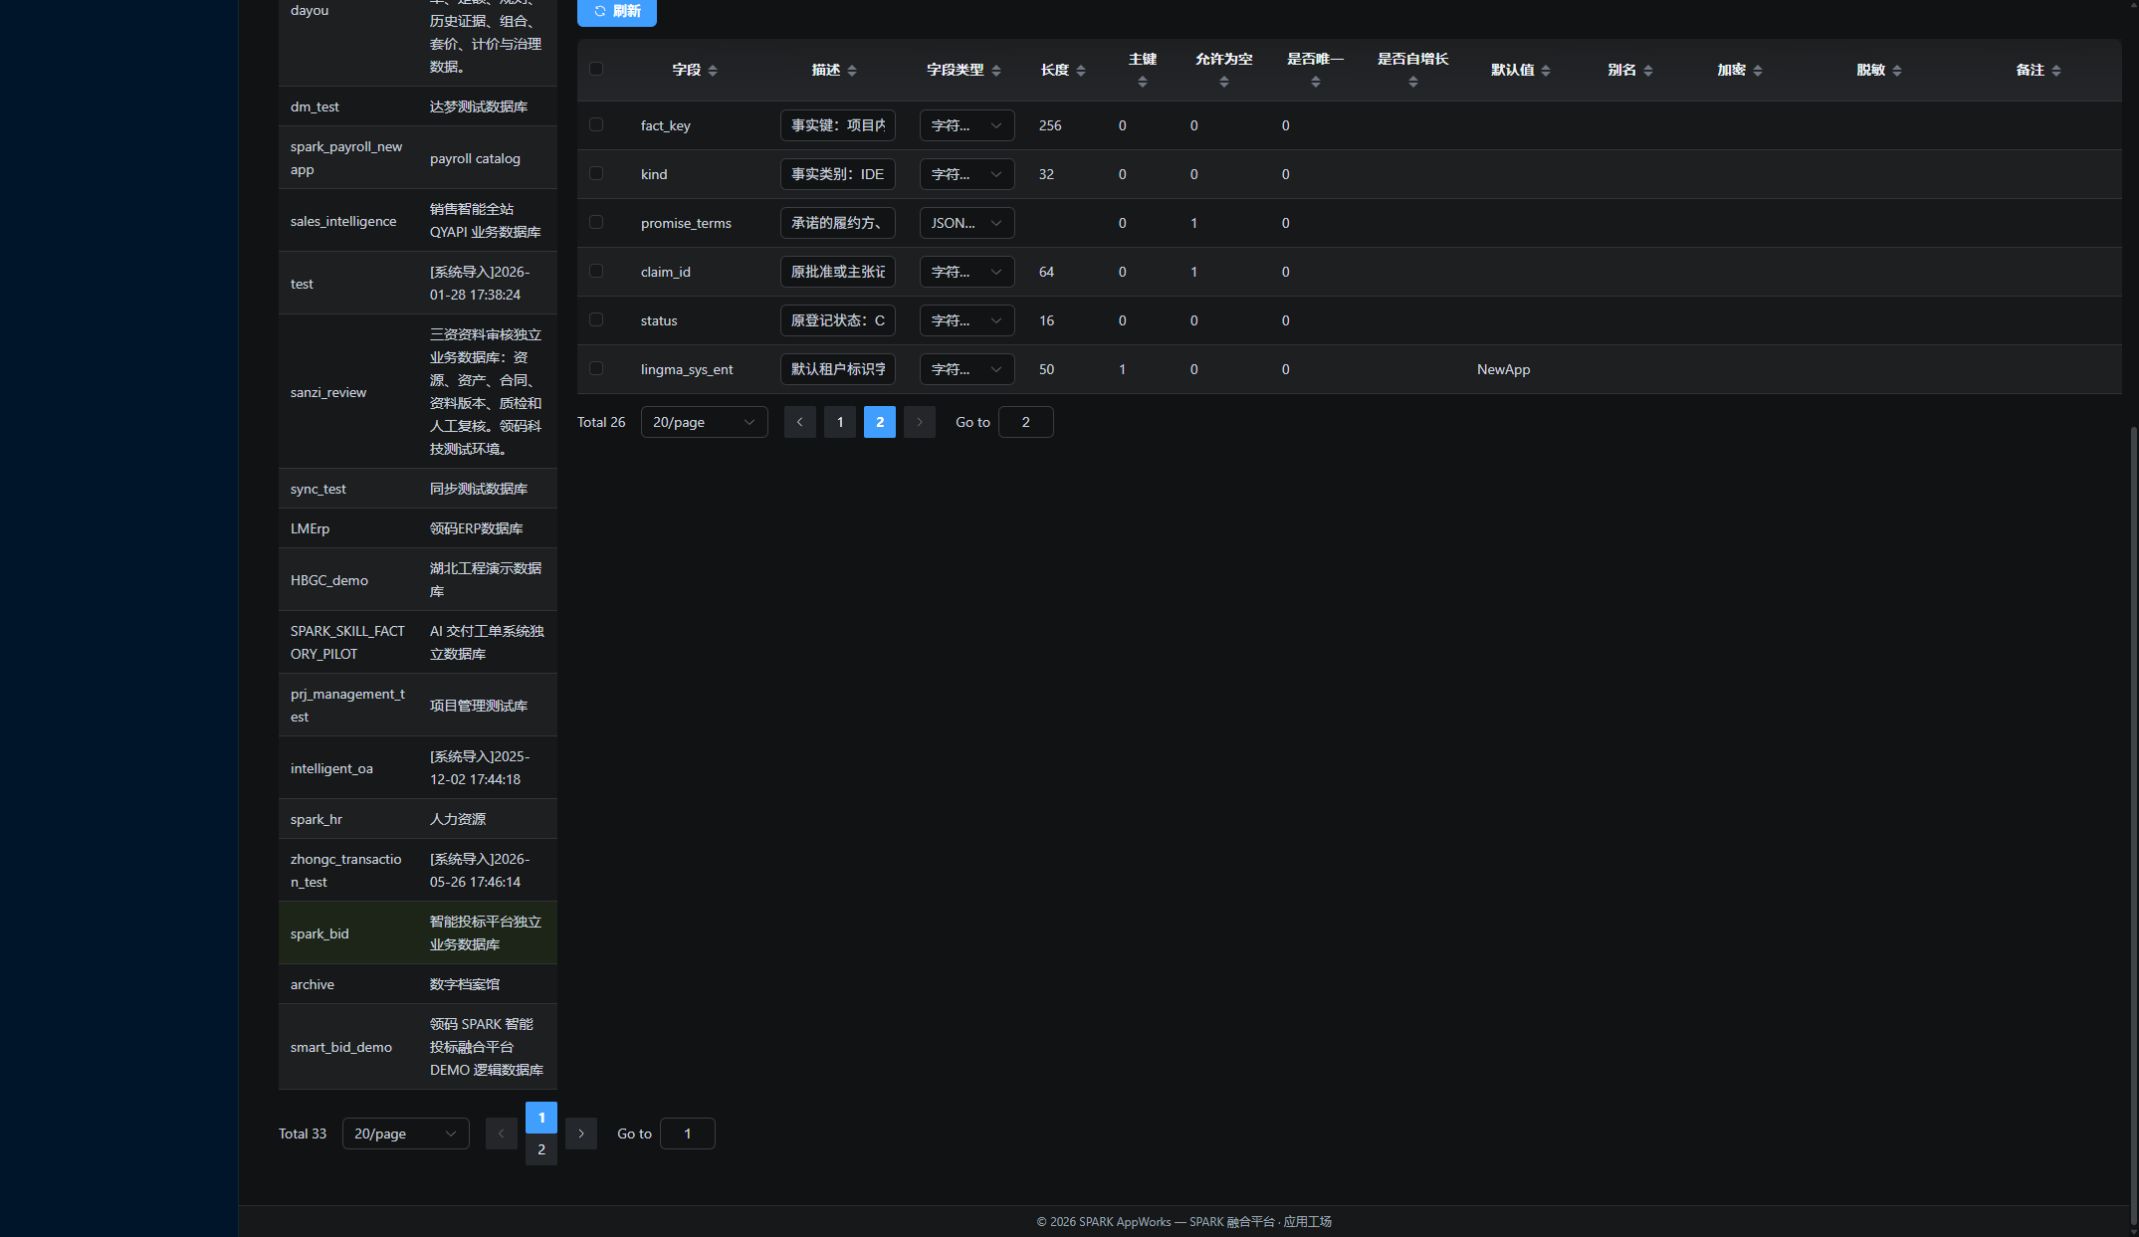 dayou
历史证据、组合、
套价、计价与治理
数据。
dm_test
达梦测试数据库
spark_payroll_new
app
payroll catalog
sales_intelligence
销售智能全站
QYAPI 业务数据库
test
[系统导入]2026-
01-28 17:38:24
sanzi_review
三资资料审核独立
业务数据库：资
源、资产、合同、
资料版本、质检和
人工复核。领码科
技测试环境。
sync_test
同步测试数据库
LMErp
领码ERP数据库
HBGC_demo
湖北工程演示数据
库
SPARK_SKILL_FACT
ORY_PILOT
AI 交付工单系统独
立数据库
prj_management_t
est
项目管理测试库
intelligent_oa
[系统导入]2025-
12-02 17:44:18
spark_hr
人力资源
zhongc_transactio
n_test
[系统导入]2026-
05-26 17:46:14
spark_bid
智能投标平台独立
业务数据库
archive
数字档案馆
smart_bid_demo
领码 SPARK 智能
投标融合平台
DEMO 逻辑数据库
Total 33 20/page 1 2 Go to 1
刷新
字段 描述 字段类型 长度 主键 允许为空 是否唯一 是否自增长 默认值 别名 加密 脱敏 备注
fact_key 事实键：项目内 字符... 256 0 0 0
kind 事实类别：IDE 字符... 32 0 0 0
promise_terms 承诺的履约方、 JSON... 0 1 0
claim_id 原批准或主张记 字符... 64 0 1 0
status 原登记状态：C 字符... 16 0 0 0
lingma_sys_ent 默认租户标识字 字符... 50 1 0 0 NewApp
Total 26 20/page 1 2 Go to 2
© 2026 SPARK AppWorks — SPARK 融合平台 · 应用工场